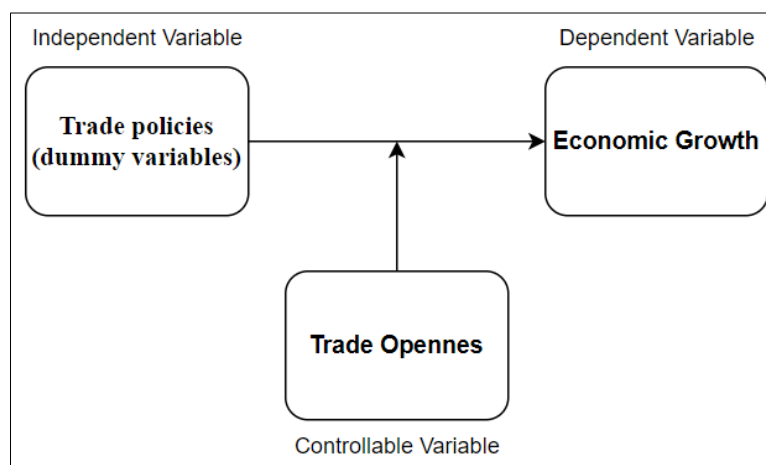 Independent Variable
Dependent Variable
Trade policies
(dummy variables)
Economic Growth
Trade Opennes
Controllable Variable